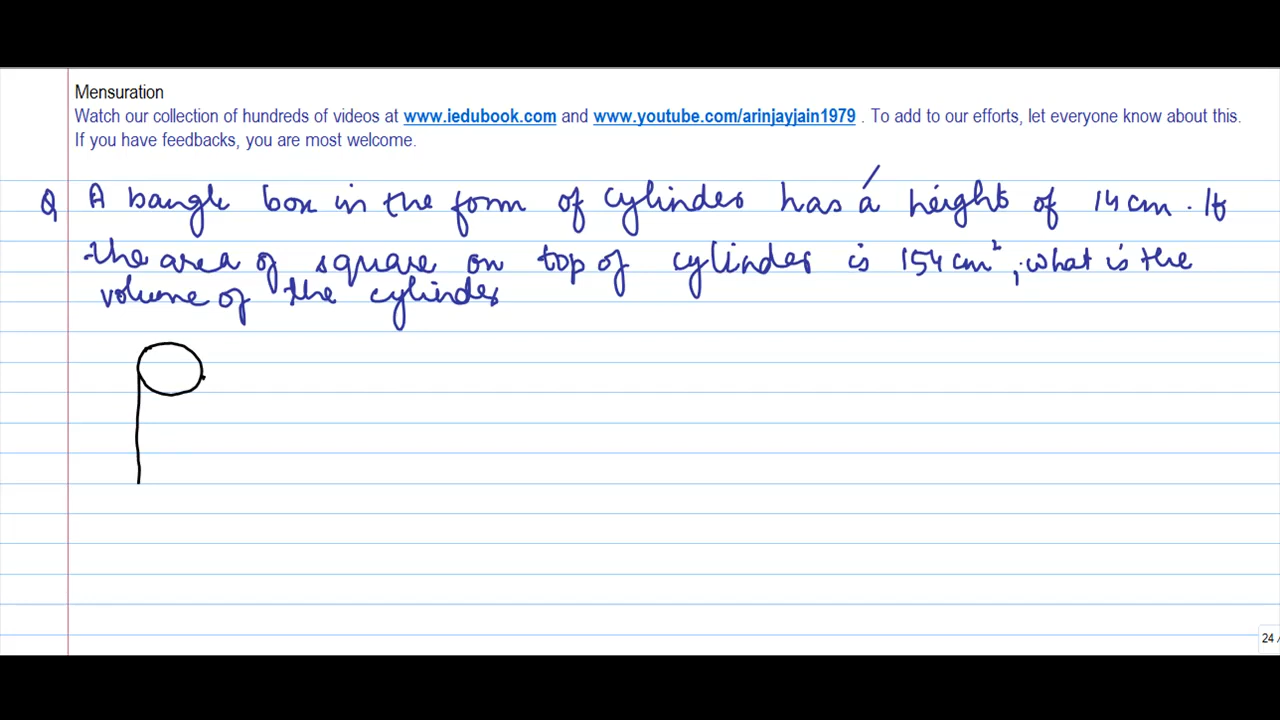 Mensuration
Watch our collection of hundreds of videos at www.iedubook.com and www.youtube.com/arinjayjain1979 . To add to our efforts, let everyone know about this.
If you have feedbacks, you are most welcome.
Q A bangle box in the form of cylinder has a height of 14 cm. If
the area of square on top of cylinder is 154 cm², what is the
volume of the cylinder
24 /